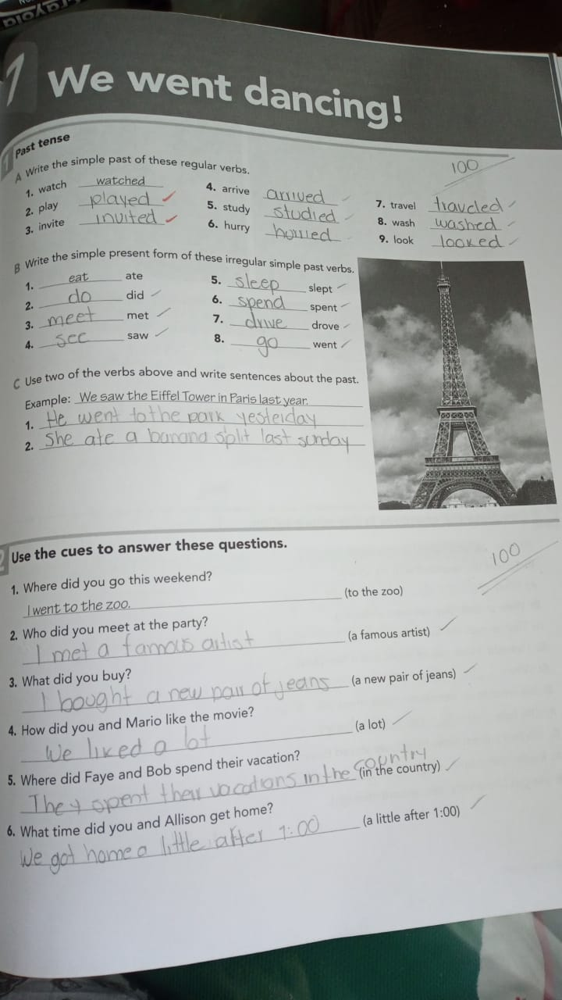 1 We went dancing!
1 Past tense
A Write the simple past of these regular verbs.
100
1. watch watched 4. arrive arrived 7. travel traveled
2. play played 5. study studied 8. wash washed
3. invite invited 6. hurry hurried 9. look looked
B Write the simple present form of these irregular simple past verbs.
1. eat ate 5. sleep slept
2. do did 6. spend spent
3. meet met 7. drive drove
4. see saw 8. go went
C Use two of the verbs above and write sentences about the past.
Example: We saw the Eiffel Tower in Paris last year.
1. He went to the park yesterday
2. She ate a banana split last sunday
2 Use the cues to answer these questions.
100
1. Where did you go this weekend?
I went to the zoo. (to the zoo)
2. Who did you meet at the party?
I met a famous artist (a famous artist)
3. What did you buy?
I bought a new pair of jeans (a new pair of jeans)
4. How did you and Mario like the movie?
We liked a lot (a lot)
5. Where did Faye and Bob spend their vacation?
They spent their vacations in the country (in the country)
6. What time did you and Allison get home?
We got home a little after 1:00 (a little after 1:00)